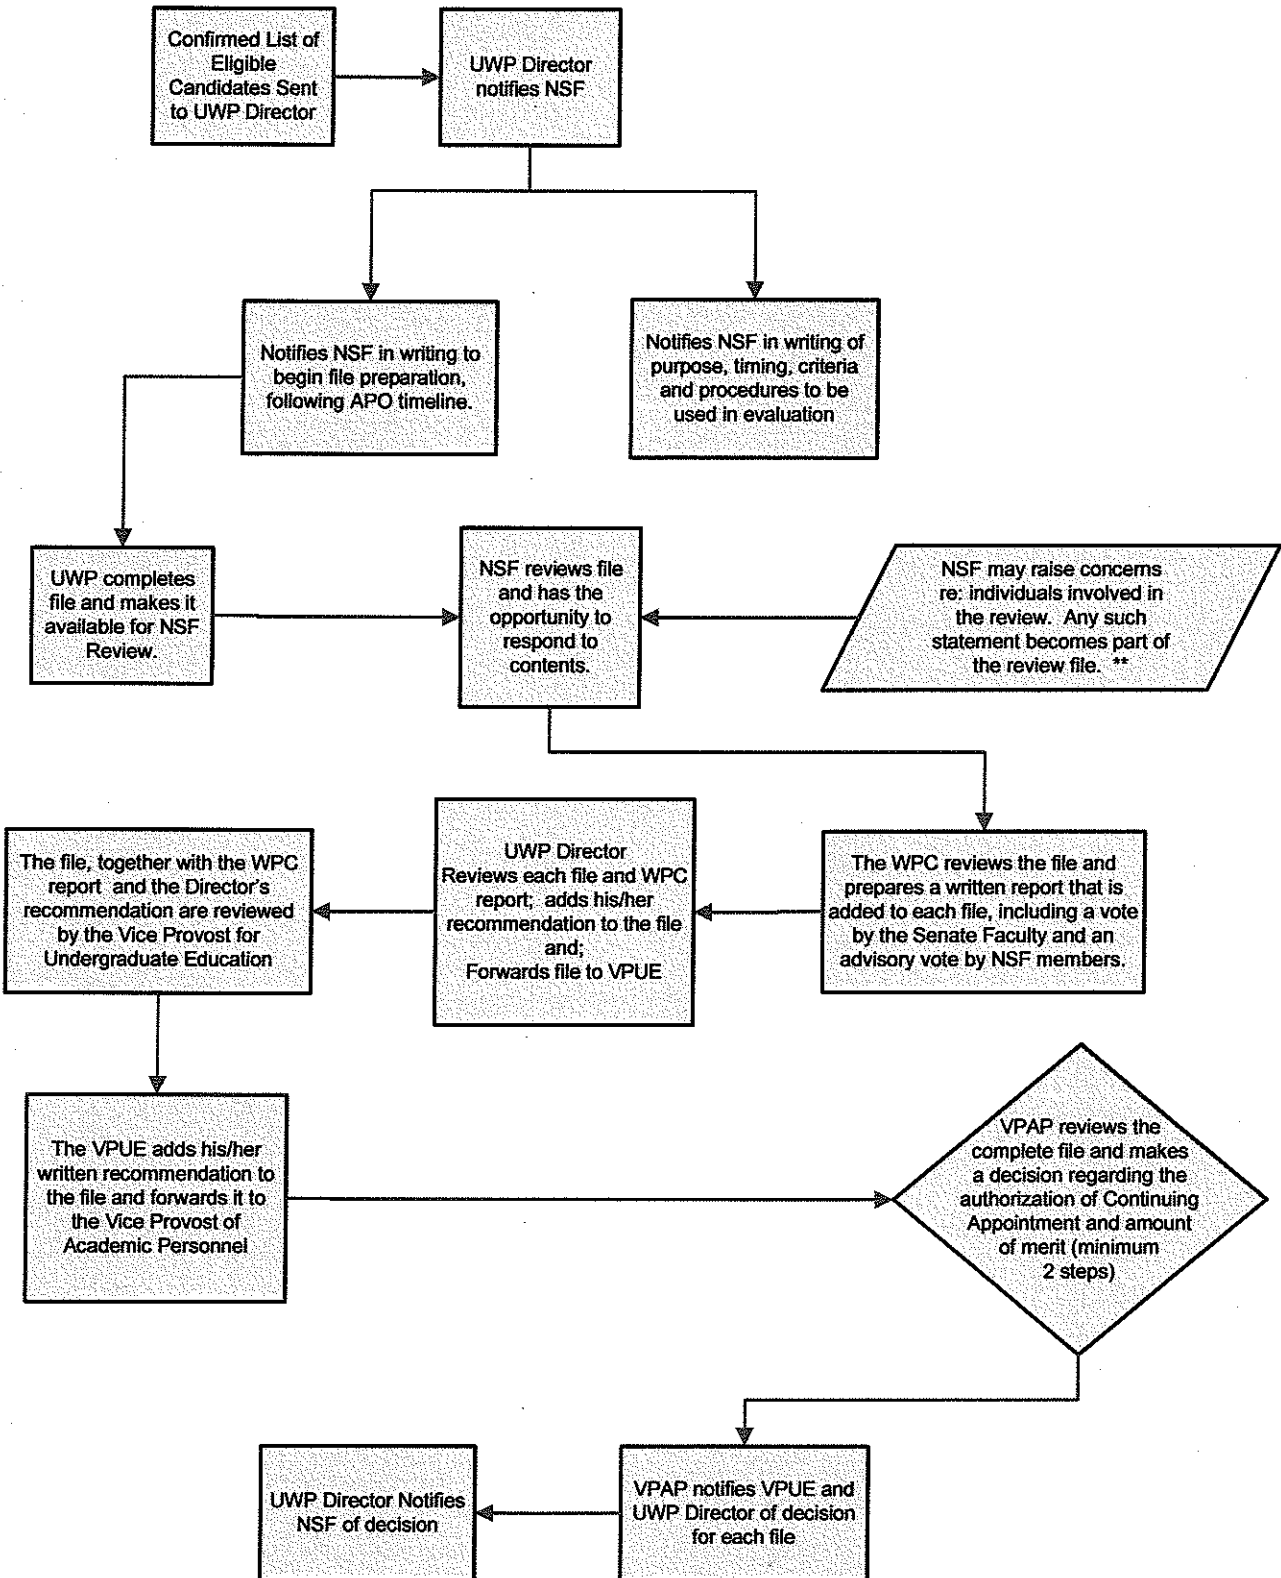 Confirmed List of
Eligible
Candidates Sent
to UWP Director
UWP Director
notifies NSF
Notifies NSF in writing to
begin file preparation,
following APO timeline.
Notifies NSF in writing of
purpose, timing, criteria
and procedures to be
used in evaluation
UWP completes
file and makes it
available for NSF
Review.
NSF reviews file
and has the
opportunity to
respond to
contents.
NSF may raise concerns
re: individuals involved in
the review. Any such
statement becomes part of
the review file. **
The file, together with the WPC
report and the Director's
recommendation are reviewed
by the Vice Provost for
Undergraduate Education
UWP Director
Reviews each file and WPC
report; adds his/her
recommendation to the file
and;
Forwards file to VPUE
The WPC reviews the file and
prepares a written report that is
added to each file, including a vote
by the Senate Faculty and an
advisory vote by NSF members.
The VPUE adds his/her
written recommendation to
the file and forwards it to
the Vice Provost of
Academic Personnel
VPAP reviews the
complete file and makes
a decision regarding the
authorization of Continuing
Appointment and amount
of merit (minimum
2 steps)
UWP Director Notifies
NSF of decision
VPAP notifies VPUE and
UWP Director of decision
for each file